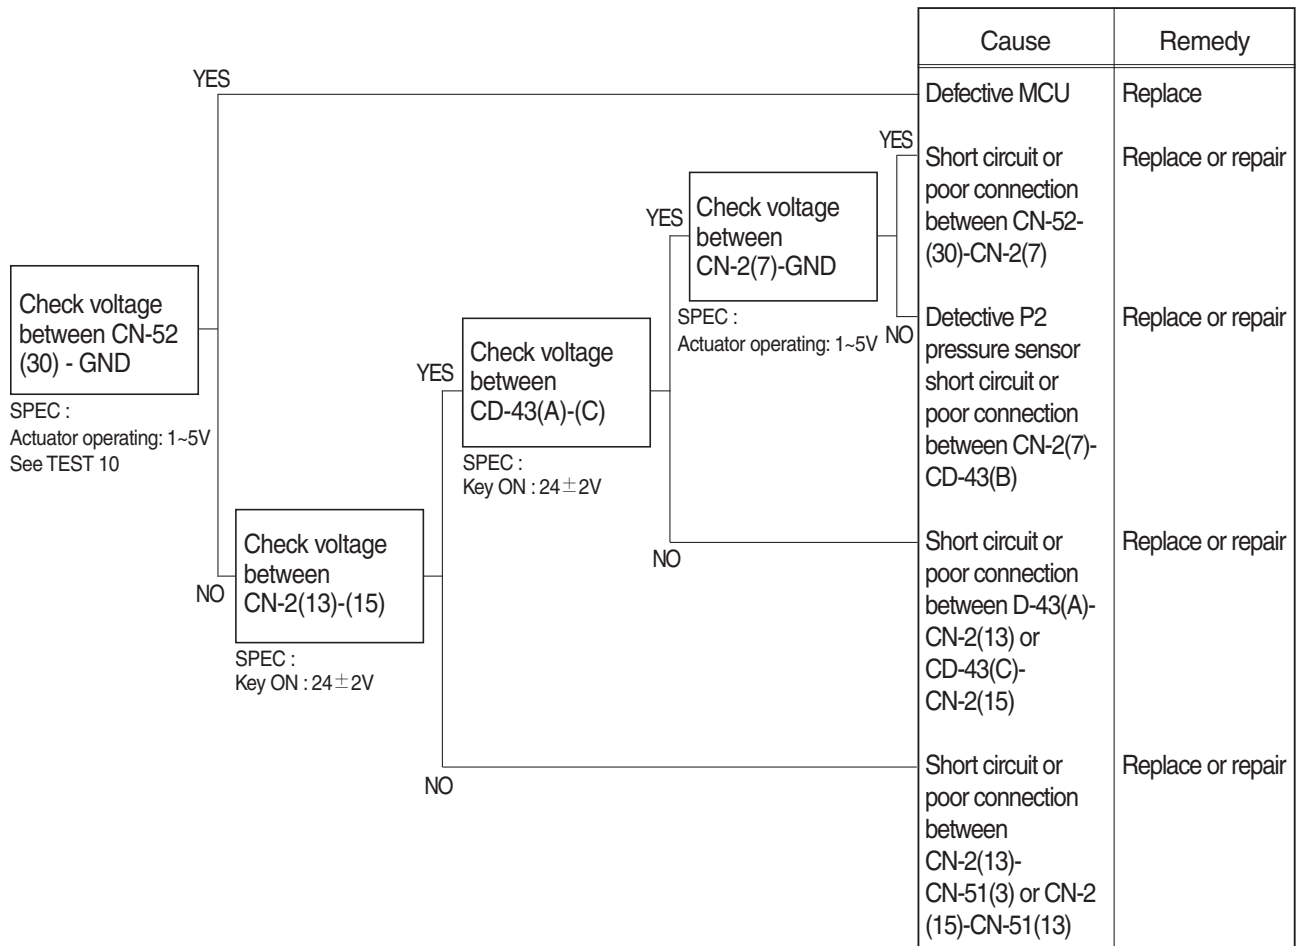 Cause
Remedy
YES
Defective MCU
Replace
YES
Short circuit or
poor connection
between CN-52-
(30)-CN-2(7)
Replace or repair
YES
Check voltage
between
CN-2(7)-GND
SPEC :
Actuator operating: 1~5V
NO
Detective P2
pressure sensor
short circuit or
poor connection
between CN-2(7)-
CD-43(B)
Replace or repair
Check voltage
between CN-52
(30) - GND
SPEC :
Actuator operating: 1~5V
See TEST 10
YES
Check voltage
between
CD-43(A)-(C)
SPEC :
Key ON : 24±2V
NO
Short circuit or
poor connection
between D-43(A)-
CN-2(13) or
CD-43(C)-
CN-2(15)
Replace or repair
NO
Check voltage
between
CN-2(13)-(15)
SPEC :
Key ON : 24±2V
NO
Short circuit or
poor connection
between
CN-2(13)-
CN-51(3) or CN-2
(15)-CN-51(13)
Replace or repair